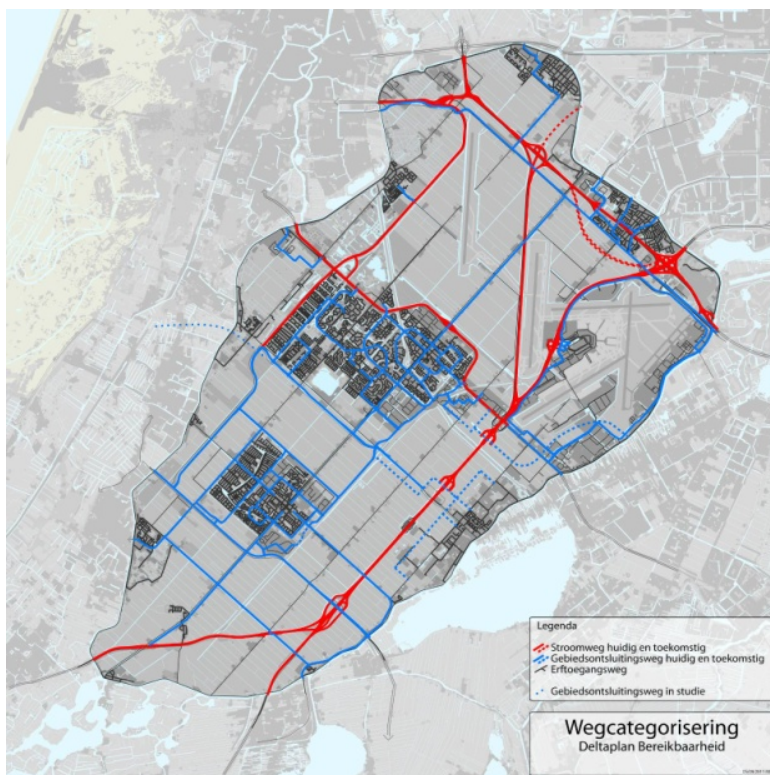 Legenda
Stroomweg huidig en toekomstig
Gebiedsontsluitingsweg huidig en toekomstig
Erftoegangsweg
Gebiedsontsluitingsweg in studie
Wegcategorisering
Deltaplan Bereikbaarheid